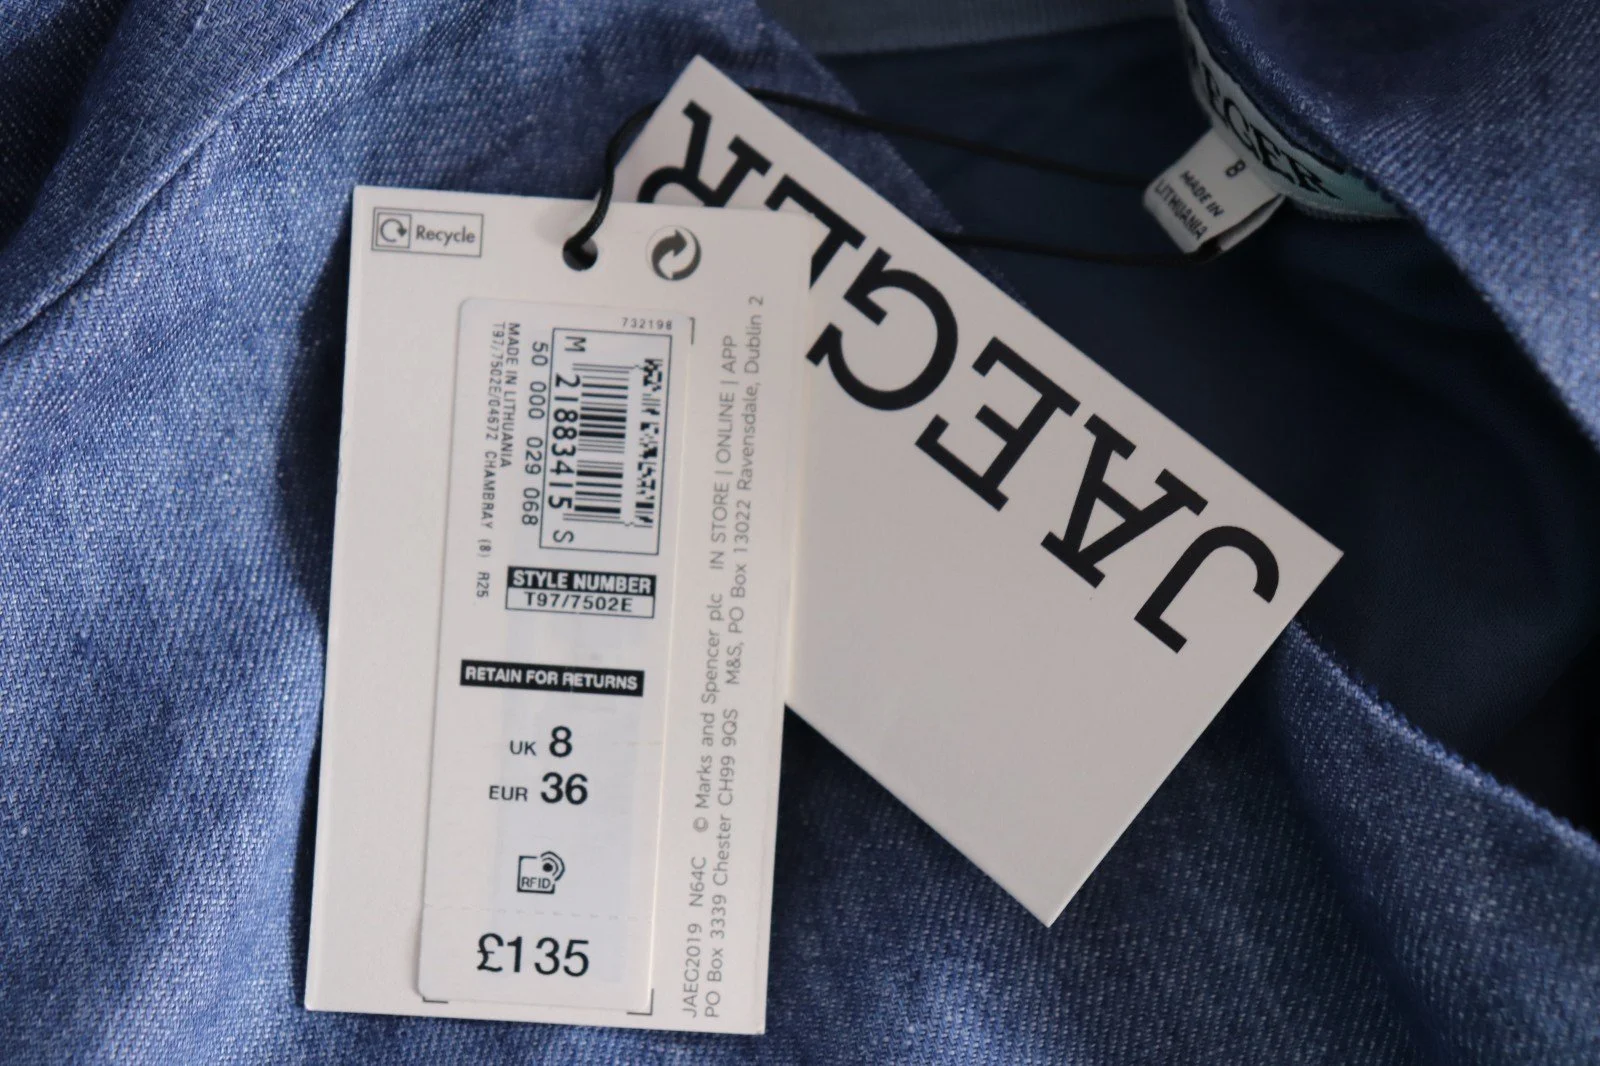 Recycle
732198
M 21883415 S
50 000 029 068
MADE IN LITHUANIA
T97/7502E/04672 CHAMBRAY (8) R25
STYLE NUMBER
T97/7502E
RETAIN FOR RETURNS
UK 8
EUR 36
RFID
£135
JAEG2019 N64C © Marks and Spencer plc IN STORE | ONLINE | APP
PO Box 3339 Chester CH99 9QS M&S, PO Box 13022 Ravensdale, Dublin 2
JAEGER
JAEGER
8
MADE IN
LITHUANIA